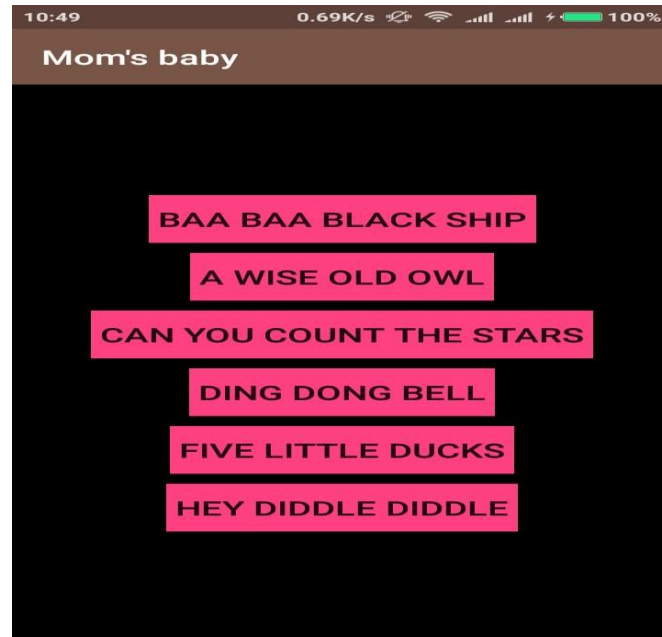 10:49 0.69K/s 100%
Mom's baby
BAA BAA BLACK SHIP
A WISE OLD OWL
CAN YOU COUNT THE STARS
DING DONG BELL
FIVE LITTLE DUCKS
HEY DIDDLE DIDDLE